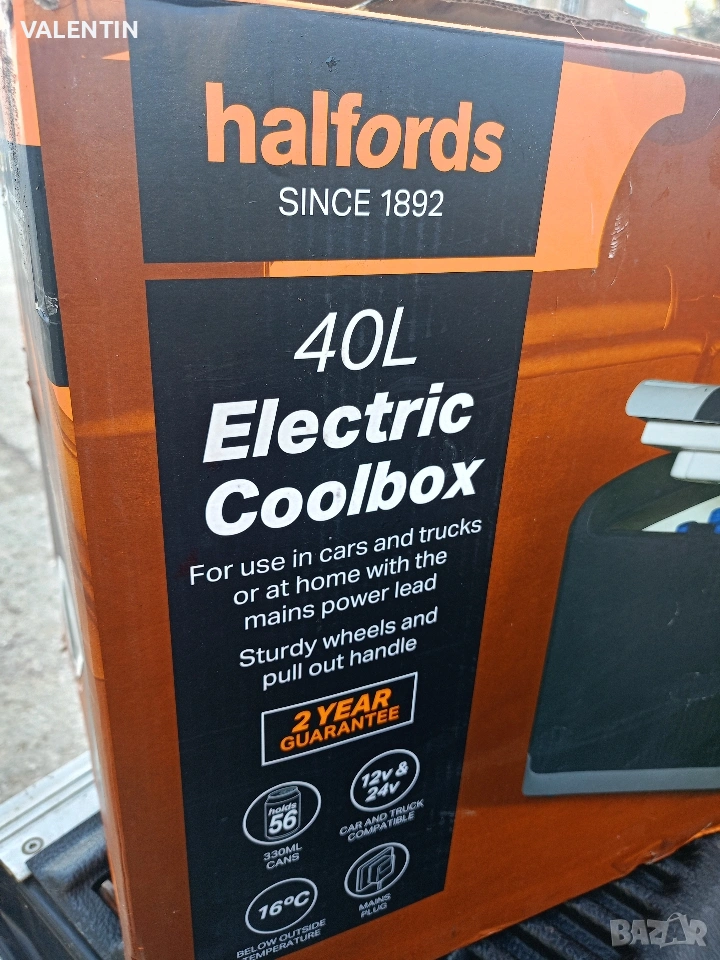 VALENTIN
halfords
SINCE 1892
40L
Electric
Coolbox
For use in cars and trucks
or at home with the
mains power lead
Sturdy wheels and
pull out handle
2 YEAR
GUARANTEE
holds
56
330ML
CANS
12v &
24v
CAR AND TRUCK
COMPATIBLE
16ºC
BELOW OUTSIDE
TEMPERATURE
MAINS
PLUG
BAZAR